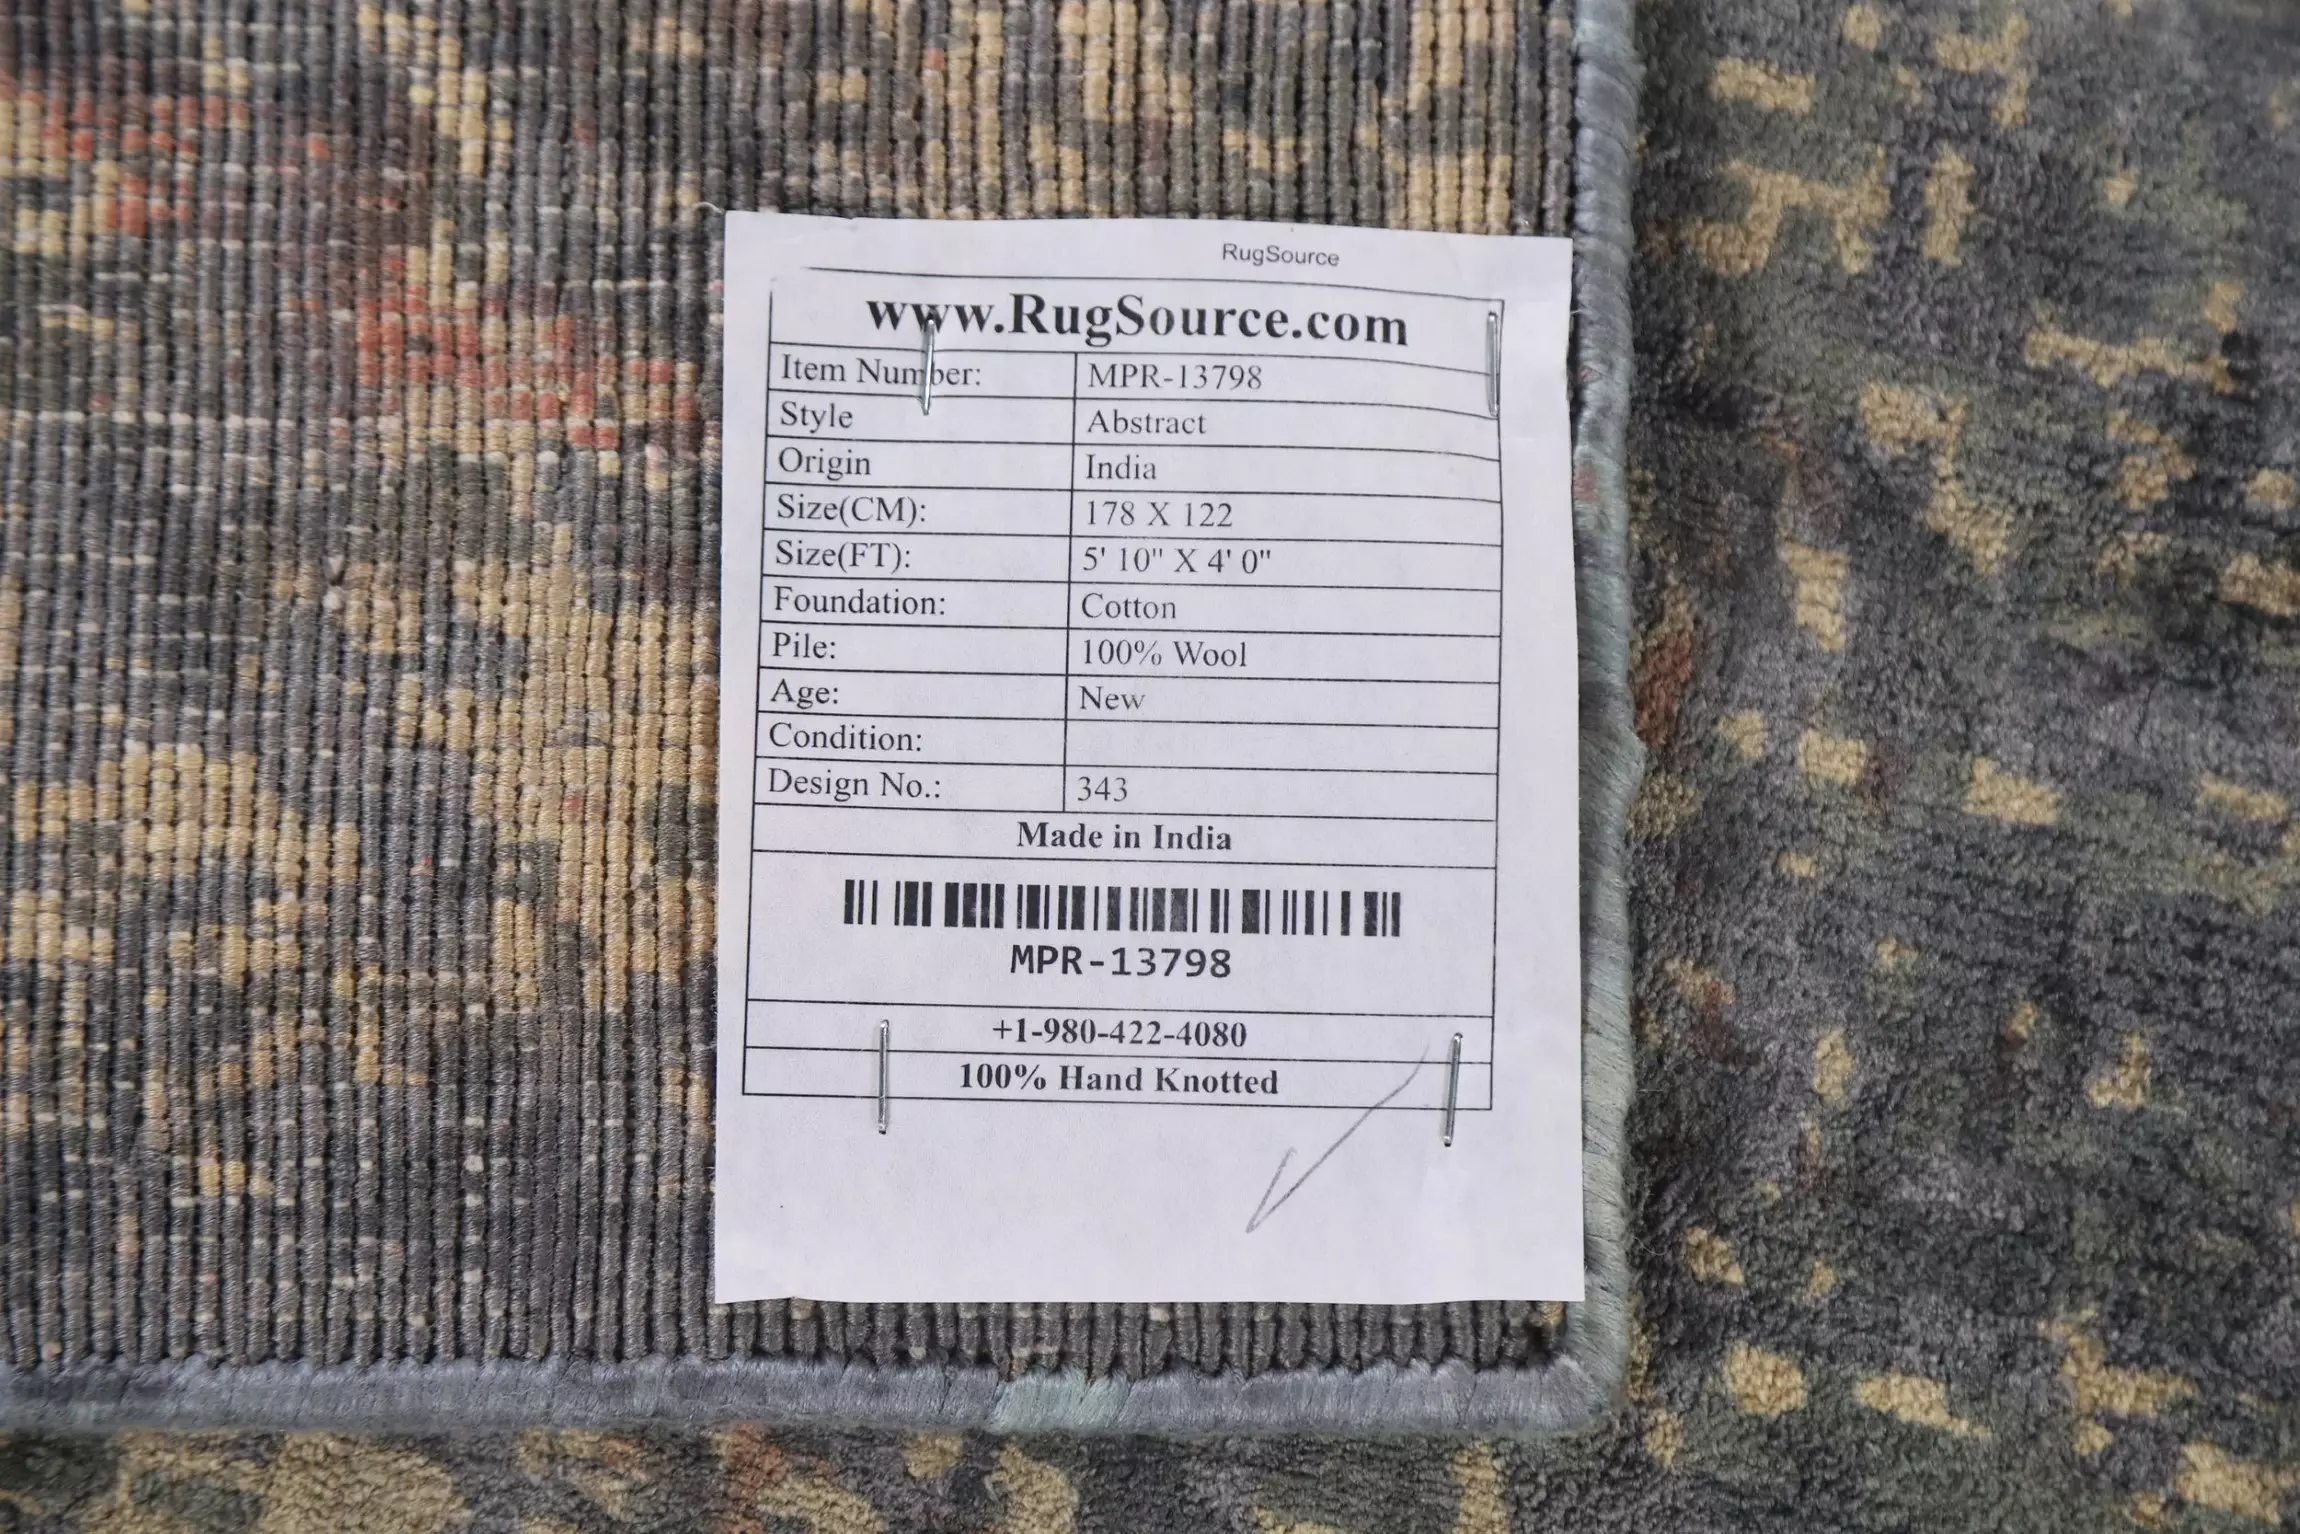 RugSource
www.RugSource.com
Item Number: MPR-13798
Style Abstract
Origin India
Size(CM): 178 X 122
Size(FT): 5' 10" X 4' 0"
Foundation: Cotton
Pile: 100% Wool
Age: New
Condition:
Design No.: 343
Made in India
MPR-13798
+1-980-422-4080
100% Hand Knotted